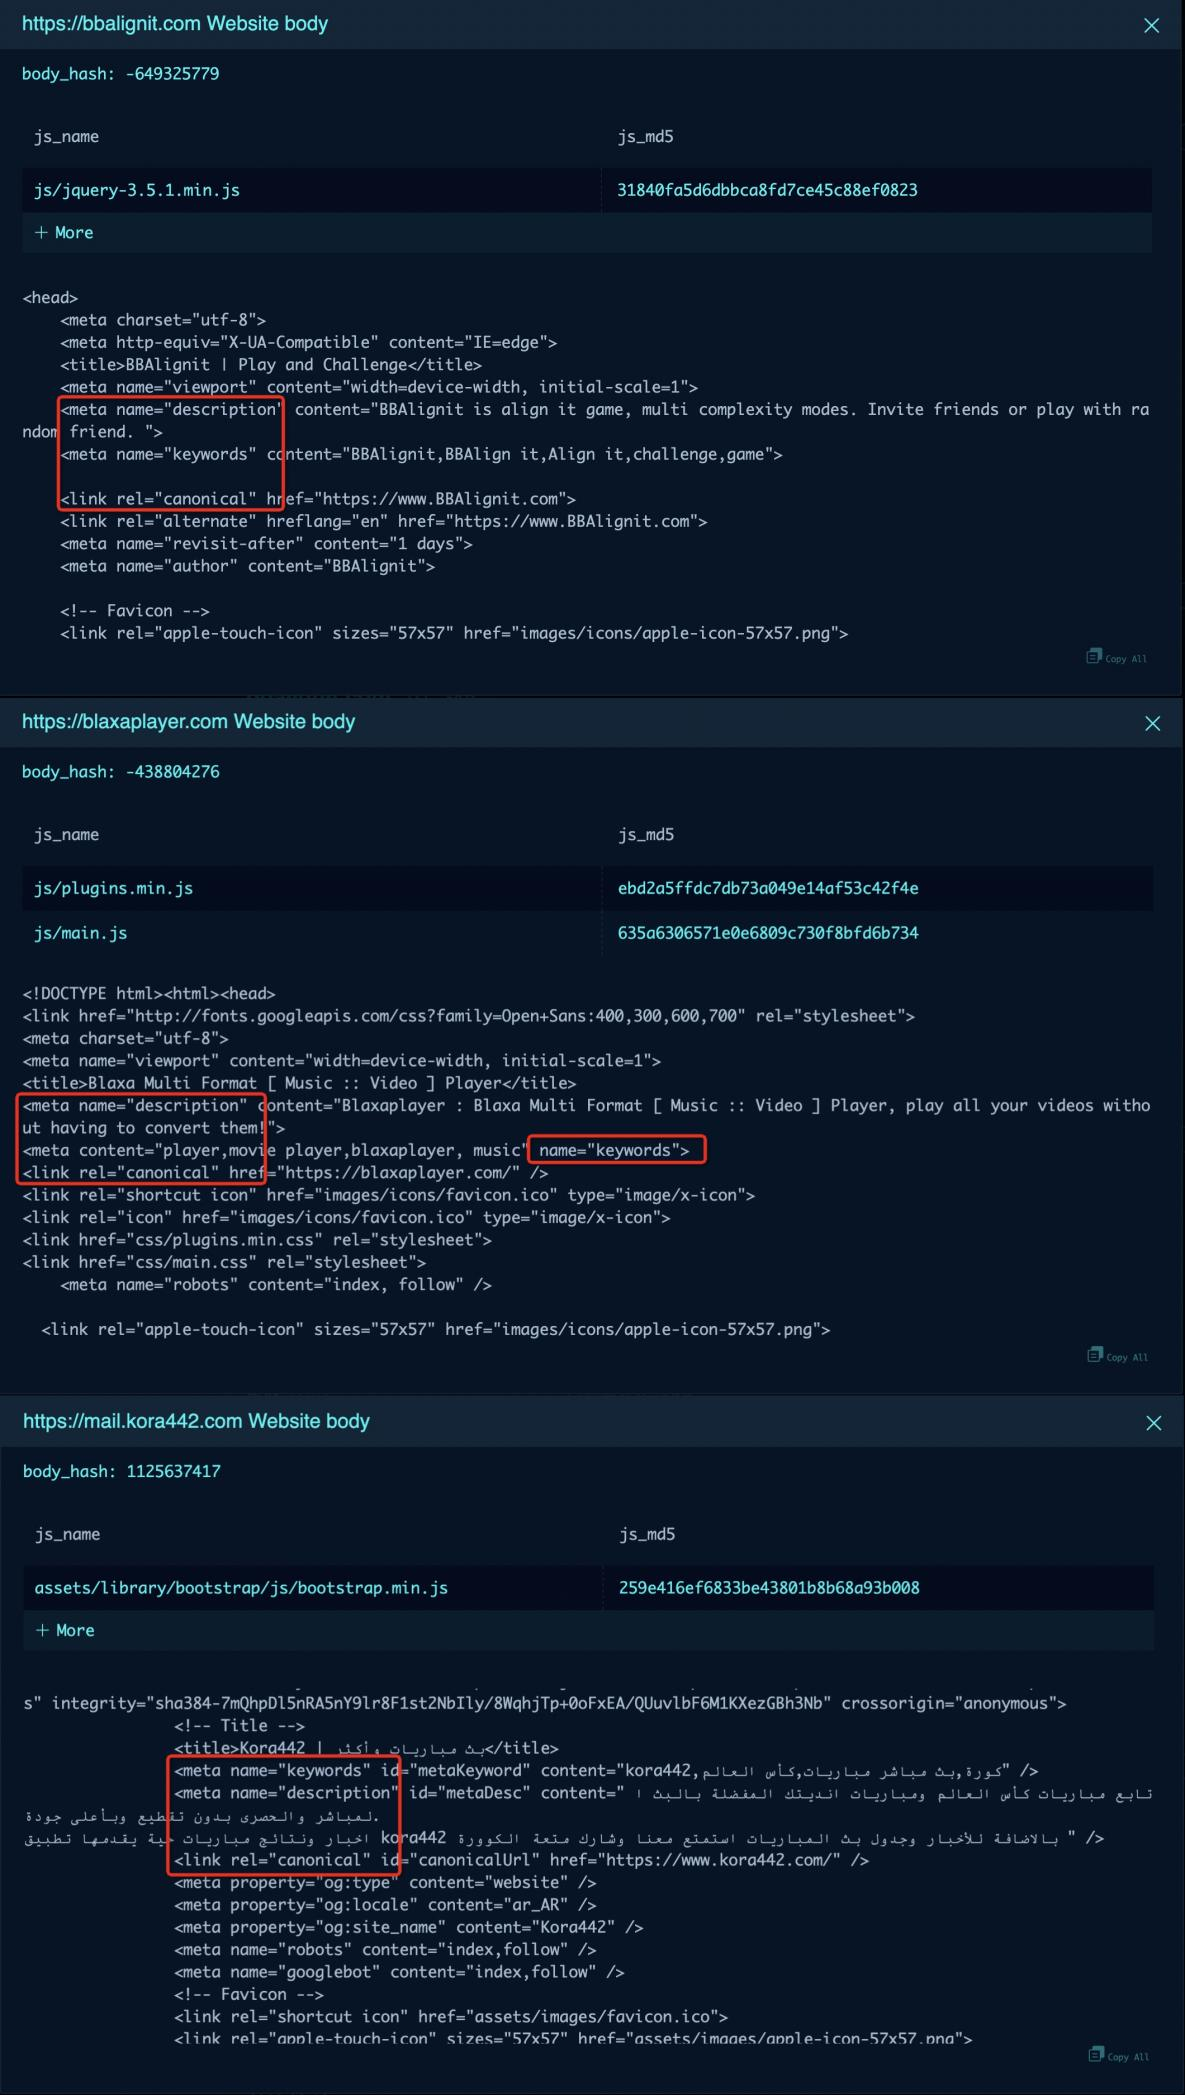 https://bbalignit.com Website body
body_hash: -649325779
js_name js_md5
js/jquery-3.5.1.min.js 31840fa5d6dbbca8fd7ce45c88ef0823
+ More
<head>
<meta charset="utf-8">
<meta http-equiv="X-UA-Compatible" content="IE=edge">
<title>BBAlignit | Play and Challenge</title>
<meta name="viewport" content="width=device-width, initial-scale=1">
<meta name="description" content="BBAlignit is align it game, multi complexity modes. Invite friends or play with ra
ndom friend. ">
<meta name="keywords" content="BBAlignit,BBAlign it,Align it,challenge,game">
<link rel="canonical" href="https://www.BBAlignit.com">
<link rel="alternate" hreflang="en" href="https://www.BBAlignit.com">
<meta name="revisit-after" content="1 days">
<meta name="author" content="BBAlignit">
<!-- Favicon -->
<link rel="apple-touch-icon" sizes="57x57" href="images/icons/apple-icon-57x57.png">
Copy All
https://blaxaplayer.com Website body
body_hash: -438804276
js_name js_md5
js/plugins.min.js ebd2a5ffdc7db73a049e14af53c42f4e
js/main.js 635a6306571e0e6809c730f8bfd6b734
<!DOCTYPE html><html><head>
<link href="http://fonts.googleapis.com/css?family=Open+Sans:400,300,600,700" rel="stylesheet">
<meta charset="utf-8">
<meta name="viewport" content="width=device-width, initial-scale=1">
<title>Blaxa Multi Format [ Music :: Video ] Player</title>
<meta name="description" content="Blaxaplayer : Blaxa Multi Format [ Music :: Video ] Player, play all your videos witho
ut having to convert them!">
<meta content="player,movie player,blaxaplayer, music" name="keywords">
<link rel="canonical" href="https://blaxaplayer.com/" />
<link rel="shortcut icon" href="images/icons/favicon.ico" type="image/x-icon">
<link rel="icon" href="images/icons/favicon.ico" type="image/x-icon">
<link href="css/plugins.min.css" rel="stylesheet">
<link href="css/main.css" rel="stylesheet">
<meta name="robots" content="index, follow" />
<link rel="apple-touch-icon" sizes="57x57" href="images/icons/apple-icon-57x57.png">
Copy All
https://mail.kora442.com Website body
body_hash: 1125637417
js_name js_md5
assets/library/bootstrap/js/bootstrap.min.js 259e416ef6833be43801b8b68a93b008
+ More
s" integrity="sha384-7mQhpDl5nRA5nY9lr8F1st2NbIly/8WqhjTp+0oFxEA/QUuvlbF6M1KXezGBh3Nb" crossorigin="anonymous">
<!-- Title -->
<title>Kora442 | بث مباريات وأكثر</title>
<meta name="keywords" id="metaKeyword" content="kora442,كورة,بث مباشر مباريات,كأس العالم" />
<meta name="description" id="metaDesc" content=" تابع مباريات كأس العالم ومباريات انديتك المفضلة بالبث ا
لمباشر والحصرى بدون تقطيع وبأعلى جودة.
اخبار ونتائج مباريات حية يقدمها تطبيق kora442 بالاضافة للأخبار وجدول بث المباريات استمتع معنا وشارك متعة الكوورة " />
<link rel="canonical" id="canonicalUrl" href="https://www.kora442.com/" />
<meta property="og:type" content="website" />
<meta property="og:locale" content="ar_AR" />
<meta property="og:site_name" content="Kora442" />
<meta name="robots" content="index,follow" />
<meta name="googlebot" content="index,follow" />
<!-- Favicon -->
<link rel="shortcut icon" href="assets/images/favicon.ico">
<link rel="apple-touch-icon" sizes="57x57" href="assets/images/apple-icon-57x57.png">
Copy All